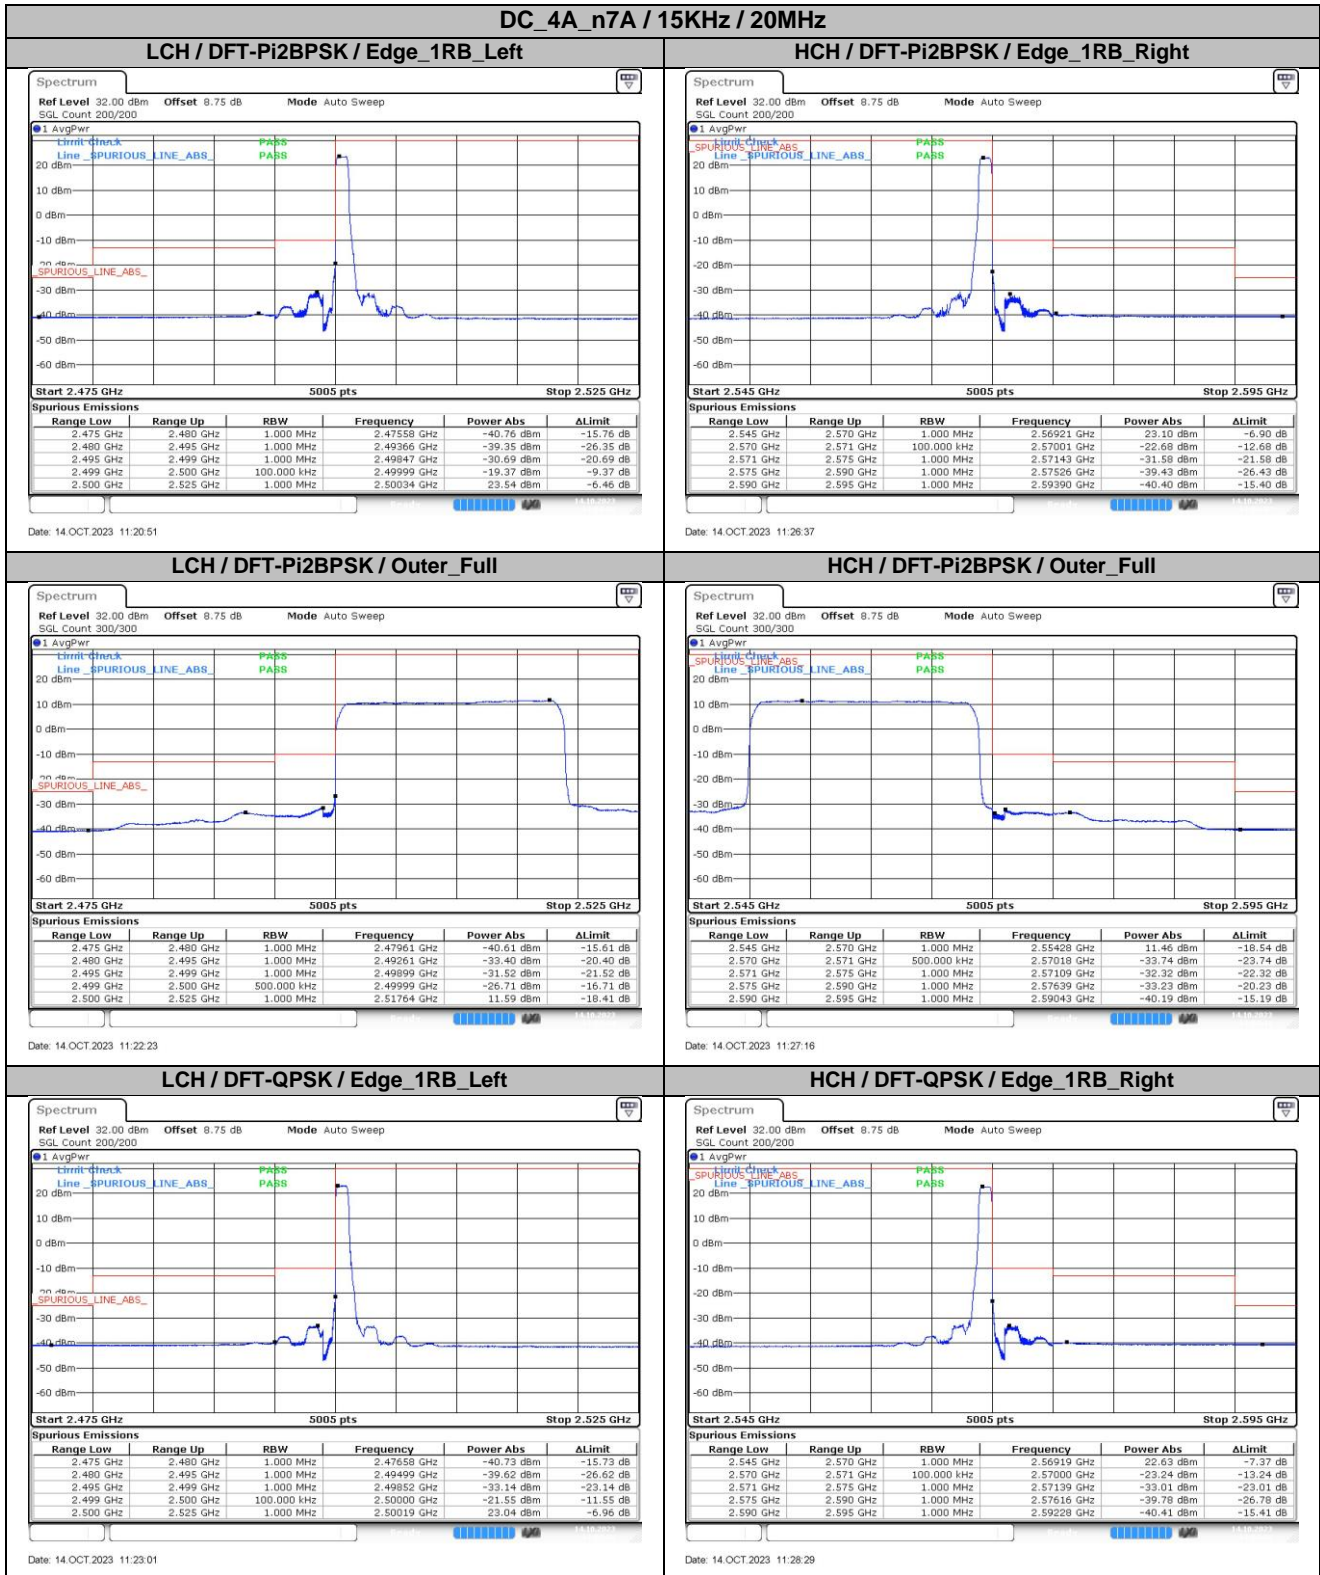 DC_4A_n7A / 15KHz / 20MHz
LCH / DFT-Pi2BPSK / Edge_1RB_Left
Spectrum
Ref Level 32.00 dBm Offset 8.75 dB Mode Auto Sweep
SGL Count 200/200
1 AvgPwr
Limit Check PASS
Line _SPURIOUS_LINE_ABS_ PASS
20 dBm
10 dBm
0 dBm
-10 dBm
-20 dBm
_SPURIOUS_LINE_ABS_
-30 dBm
-40 dBm
-50 dBm
-60 dBm
Start 2.475 GHz 5005 pts Stop 2.525 GHz
Spurious Emissions
Range Low Range Up RBW Frequency Power Abs ΔLimit
2.475 GHz 2.480 GHz 1.000 MHz 2.47558 GHz -40.76 dBm -15.76 dB
2.480 GHz 2.495 GHz 1.000 MHz 2.49366 GHz -39.35 dBm -26.35 dB
2.495 GHz 2.499 GHz 1.000 MHz 2.49847 GHz -30.69 dBm -20.69 dB
2.499 GHz 2.500 GHz 100.000 kHz 2.49999 GHz -19.37 dBm -9.37 dB
2.500 GHz 2.525 GHz 1.000 MHz 2.50034 GHz 23.54 dBm -6.46 dB
Date: 14.OCT.2023 11:20:51
HCH / DFT-Pi2BPSK / Edge_1RB_Right
Spectrum
Ref Level 32.00 dBm Offset 8.75 dB Mode Auto Sweep
SGL Count 200/200
1 AvgPwr
Limit Check PASS
_SPURIOUS_LINE_ABS_
Line _SPURIOUS_LINE_ABS_ PASS
20 dBm
10 dBm
0 dBm
-10 dBm
-20 dBm
-30 dBm
-40 dBm
-50 dBm
-60 dBm
Start 2.545 GHz 5005 pts Stop 2.595 GHz
Spurious Emissions
Range Low Range Up RBW Frequency Power Abs ΔLimit
2.545 GHz 2.570 GHz 1.000 MHz 2.56921 GHz 23.10 dBm -6.90 dB
2.570 GHz 2.571 GHz 100.000 kHz 2.57001 GHz -22.68 dBm -12.68 dB
2.571 GHz 2.575 GHz 1.000 MHz 2.57143 GHz -31.58 dBm -21.58 dB
2.575 GHz 2.590 GHz 1.000 MHz 2.57526 GHz -39.43 dBm -26.43 dB
2.590 GHz 2.595 GHz 1.000 MHz 2.59390 GHz -40.40 dBm -15.40 dB
Date: 14.OCT.2023 11:26:37
LCH / DFT-Pi2BPSK / Outer_Full
Spectrum
Ref Level 32.00 dBm Offset 8.75 dB Mode Auto Sweep
SGL Count 300/300
1 AvgPwr
Limit Check PASS
Line _SPURIOUS_LINE_ABS_ PASS
20 dBm
10 dBm
0 dBm
-10 dBm
-20 dBm
_SPURIOUS_LINE_ABS_
-30 dBm
-40 dBm
-50 dBm
-60 dBm
Start 2.475 GHz 5005 pts Stop 2.525 GHz
Spurious Emissions
Range Low Range Up RBW Frequency Power Abs ΔLimit
2.475 GHz 2.480 GHz 1.000 MHz 2.47961 GHz -40.61 dBm -15.61 dB
2.480 GHz 2.495 GHz 1.000 MHz 2.49261 GHz -33.40 dBm -20.40 dB
2.495 GHz 2.499 GHz 1.000 MHz 2.49899 GHz -31.52 dBm -21.52 dB
2.499 GHz 2.500 GHz 500.000 kHz 2.49999 GHz -26.71 dBm -16.71 dB
2.500 GHz 2.525 GHz 1.000 MHz 2.51764 GHz 11.59 dBm -18.41 dB
Date: 14.OCT.2023 11:22:23
HCH / DFT-Pi2BPSK / Outer_Full
Spectrum
Ref Level 32.00 dBm Offset 8.75 dB Mode Auto Sweep
SGL Count 300/300
1 AvgPwr
Limit Check PASS
_SPURIOUS_LINE_ABS_
Line _SPURIOUS_LINE_ABS_ PASS
20 dBm
10 dBm
0 dBm
-10 dBm
-20 dBm
-30 dBm
-40 dBm
-50 dBm
-60 dBm
Start 2.545 GHz 5005 pts Stop 2.595 GHz
Spurious Emissions
Range Low Range Up RBW Frequency Power Abs ΔLimit
2.545 GHz 2.570 GHz 1.000 MHz 2.55428 GHz 11.46 dBm -18.54 dB
2.570 GHz 2.571 GHz 500.000 kHz 2.57018 GHz -33.74 dBm -23.74 dB
2.571 GHz 2.575 GHz 1.000 MHz 2.57109 GHz -32.32 dBm -22.32 dB
2.575 GHz 2.590 GHz 1.000 MHz 2.57639 GHz -33.23 dBm -20.23 dB
2.590 GHz 2.595 GHz 1.000 MHz 2.59043 GHz -40.19 dBm -15.19 dB
Date: 14.OCT.2023 11:27:16
LCH / DFT-QPSK / Edge_1RB_Left
Spectrum
Ref Level 32.00 dBm Offset 8.75 dB Mode Auto Sweep
SGL Count 200/200
1 AvgPwr
Limit Check PASS
Line _SPURIOUS_LINE_ABS_ PASS
20 dBm
10 dBm
0 dBm
-10 dBm
-20 dBm
_SPURIOUS_LINE_ABS_
-30 dBm
-40 dBm
-50 dBm
-60 dBm
Start 2.475 GHz 5005 pts Stop 2.525 GHz
Spurious Emissions
Range Low Range Up RBW Frequency Power Abs ΔLimit
2.475 GHz 2.480 GHz 1.000 MHz 2.47658 GHz -40.73 dBm -15.73 dB
2.480 GHz 2.495 GHz 1.000 MHz 2.49499 GHz -39.62 dBm -26.62 dB
2.495 GHz 2.499 GHz 1.000 MHz 2.49852 GHz -33.14 dBm -23.14 dB
2.499 GHz 2.500 GHz 100.000 kHz 2.50000 GHz -21.55 dBm -11.55 dB
2.500 GHz 2.525 GHz 1.000 MHz 2.50019 GHz 23.04 dBm -6.96 dB
Date: 14.OCT.2023 11:23:01
HCH / DFT-QPSK / Edge_1RB_Right
Spectrum
Ref Level 32.00 dBm Offset 8.75 dB Mode Auto Sweep
SGL Count 200/200
1 AvgPwr
Limit Check PASS
_SPURIOUS_LINE_ABS_
Line _SPURIOUS_LINE_ABS_ PASS
20 dBm
10 dBm
0 dBm
-10 dBm
-20 dBm
-30 dBm
-40 dBm
-50 dBm
-60 dBm
Start 2.545 GHz 5005 pts Stop 2.595 GHz
Spurious Emissions
Range Low Range Up RBW Frequency Power Abs ΔLimit
2.545 GHz 2.570 GHz 1.000 MHz 2.56919 GHz 22.63 dBm -7.37 dB
2.570 GHz 2.571 GHz 100.000 kHz 2.57000 GHz -23.24 dBm -13.24 dB
2.571 GHz 2.575 GHz 1.000 MHz 2.57139 GHz -33.01 dBm -23.01 dB
2.575 GHz 2.590 GHz 1.000 MHz 2.57616 GHz -39.78 dBm -26.78 dB
2.590 GHz 2.595 GHz 1.000 MHz 2.59228 GHz -40.41 dBm -15.41 dB
Date: 14.OCT.2023 11:28:29